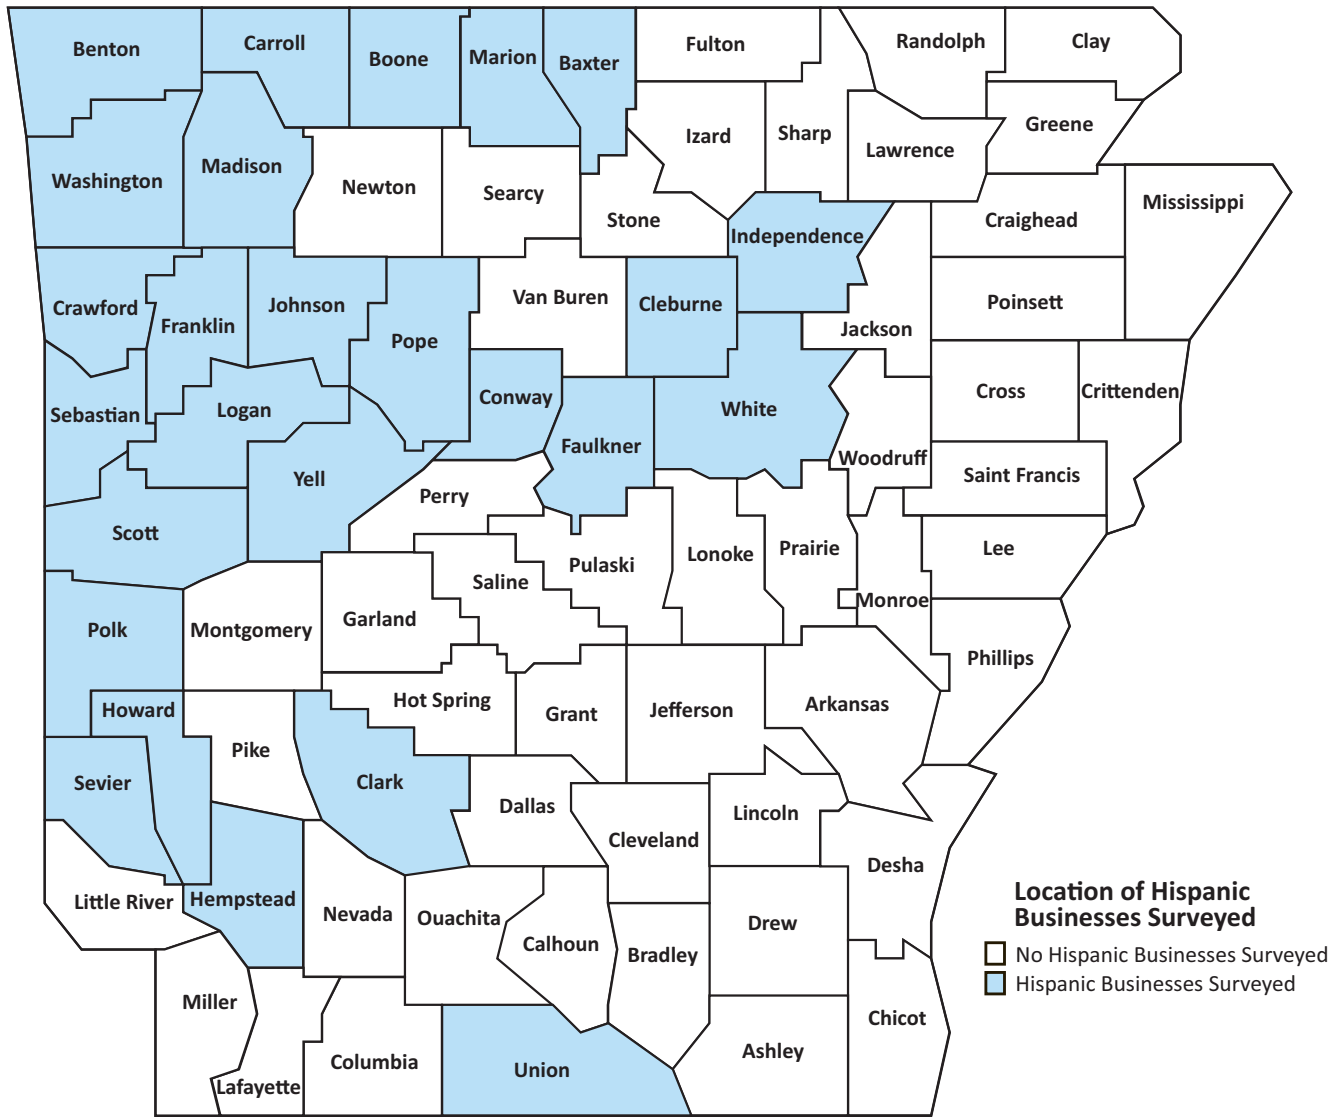 Benton
Carroll
Boone
Marion
Baxter
Fulton
Randolph
Clay
Washington
Madison
Newton
Searcy
Stone
Izard
Sharp
Lawrence
Greene
Craighead
Mississippi
Independence
Crawford
Franklin
Johnson
Pope
Van Buren
Cleburne
Jackson
Poinsett
Sebastian
Logan
Conway
Faulkner
White
Woodruff
Cross
Crittenden
Saint Francis
Scott
Yell
Perry
Pulaski
Lonoke
Prairie
Monroe
Lee
Polk
Montgomery
Garland
Saline
Phillips
Howard
Pike
Hot Spring
Grant
Jefferson
Arkansas
Sevier
Clark
Dallas
Cleveland
Lincoln
Desha
Little River
Hempstead
Nevada
Ouachita
Calhoun
Bradley
Drew
Miller
Lafayette
Columbia
Union
Ashley
Chicot
Location of Hispanic
Businesses Surveyed
No Hispanic Businesses Surveyed
Hispanic Businesses Surveyed